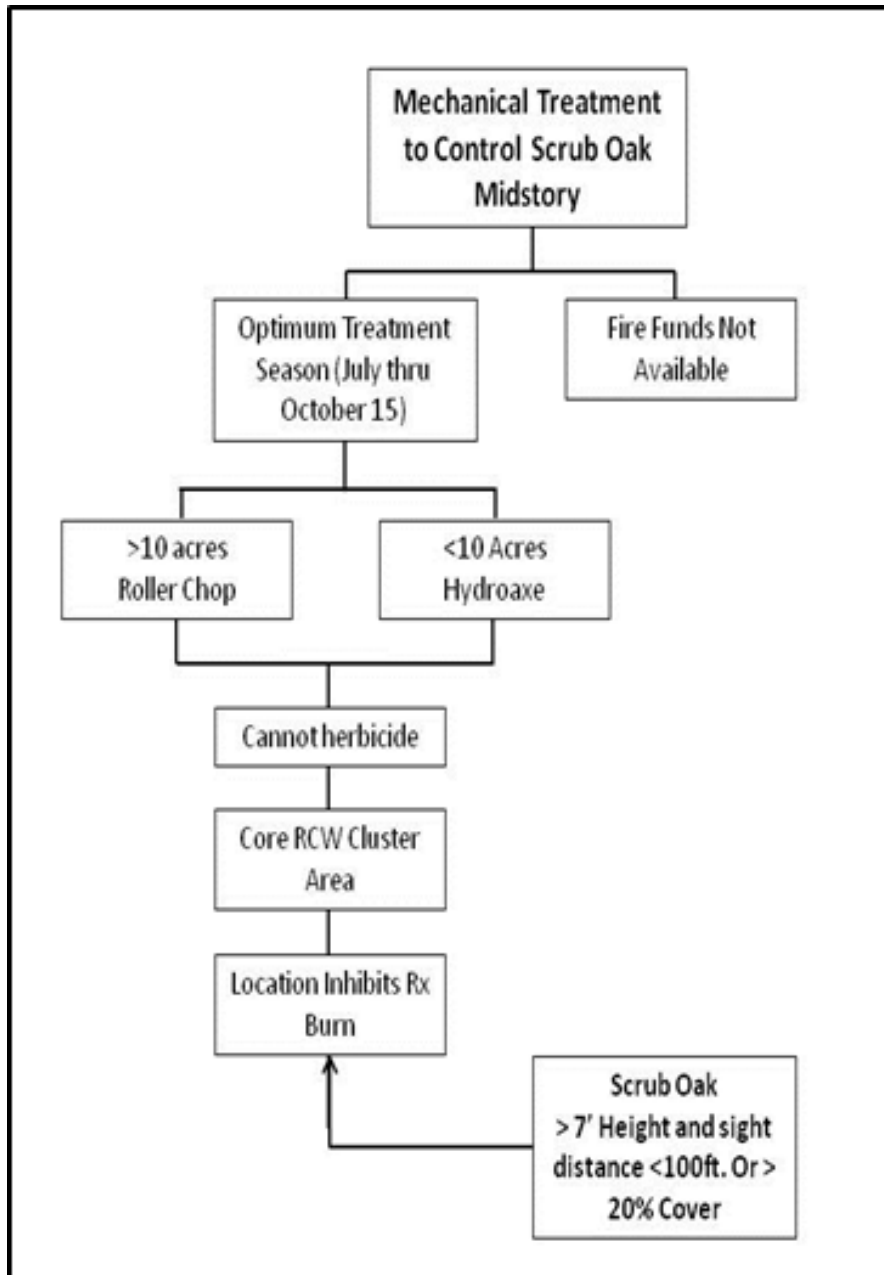 Mechanical Treatment
to Control Scrub Oak
Midstory
Optimum Treatment
Season (July thru
October 15)
Fire Funds Not
Available
>10 acres
Roller Chop
<10 Acres
Hydroaxe
Cannot herbicide
Core RCW Cluster
Area
Location Inhibits Rx
Burn
Scrub Oak
> 7' Height and sight
distance <100ft. Or >
20% Cover